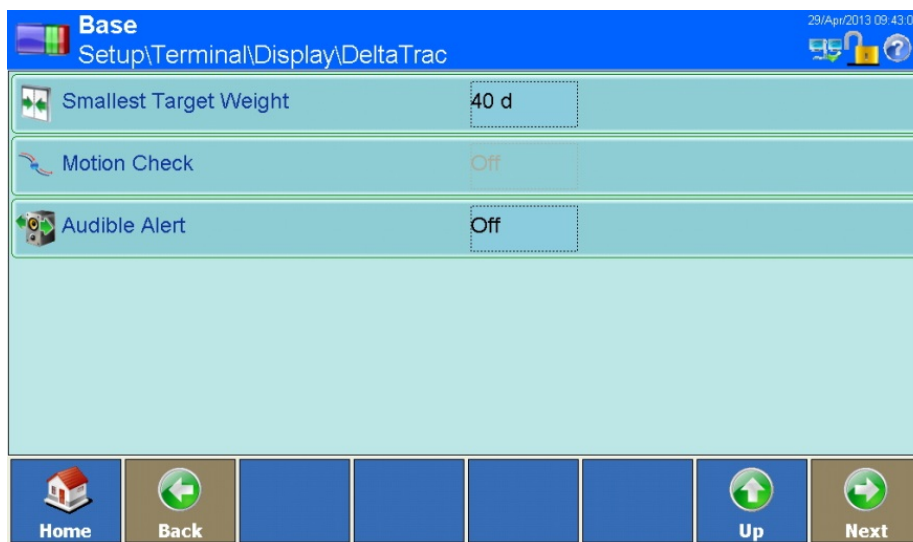 Base
29/Apr/2013 09:43:0
Setup\Terminal\Display\DeltaTrac
Smallest Target Weight 40 d
Motion Check Off
Audible Alert Off
Home Back Up Next